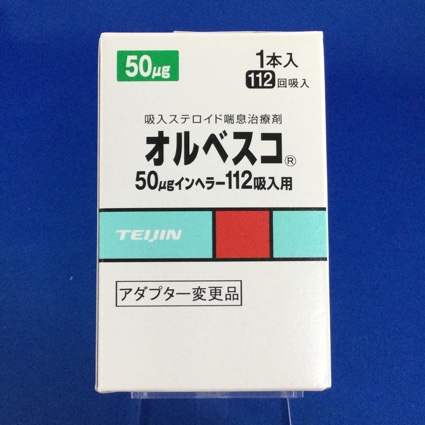 50μg
1本入
112回吸入
吸入ステロイド喘息治療剤
オルベスコ®
50μgインヘラー112吸入用
TEIJIN
アダプター変更品